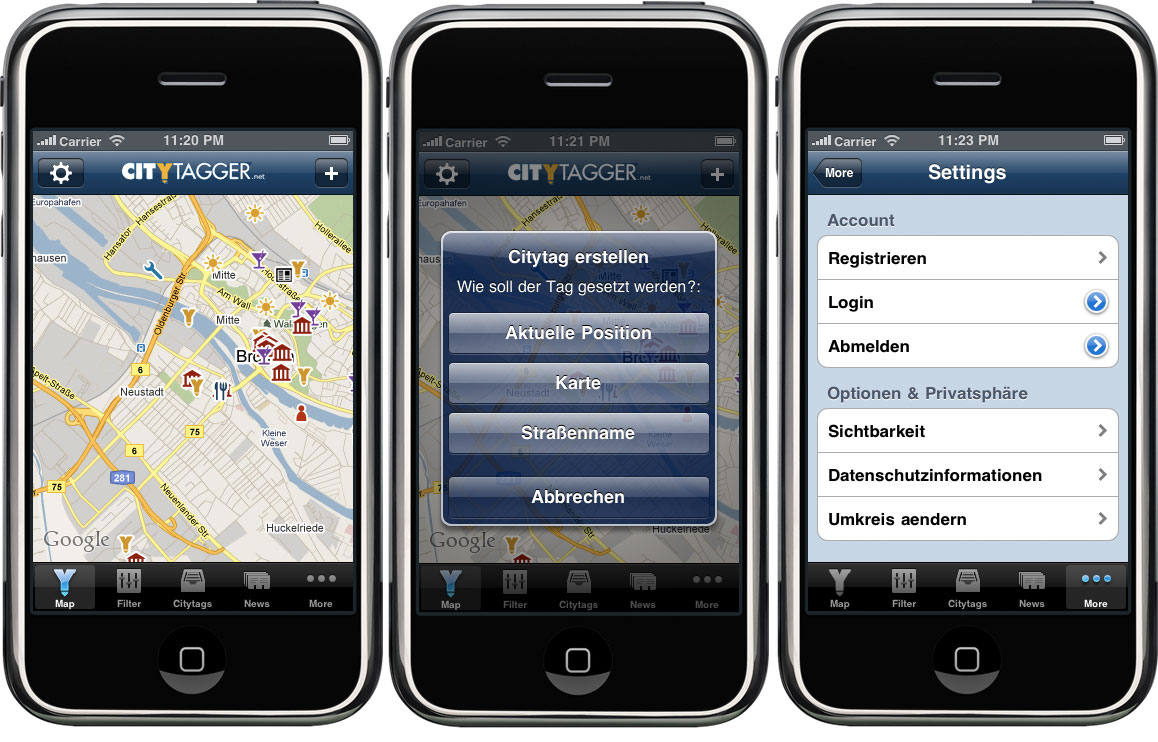 Carrier 11:20 PM
CITYTAGGER.net
+
Europahafen
Hansestraße
Hansator
Hollerallee
hausen
Mitte
Am Wall
Oldenburger Str
Mitte
6
Neustadt
75
Kleine
Weser
6
281
75
Neuenlander Str
Huckelriede
Google
Map Filter Citytags News More
Carrier 11:21 PM
CITYTAGGER.net
+
Europahafen
Citytag erstellen
Wie soll der Tag gesetzt werden?:
Aktuelle Position
Karte
Straßenname
Kleine
Weser
Abbrechen
Huckelriede
Google
Map Filter Citytags News More
Carrier 11:23 PM
More Settings
Account
Registrieren
Login
Abmelden
Optionen & Privatsphäre
Sichtbarkeit
Datenschutzinformationen
Umkreis aendern
Map Filter Citytags News More